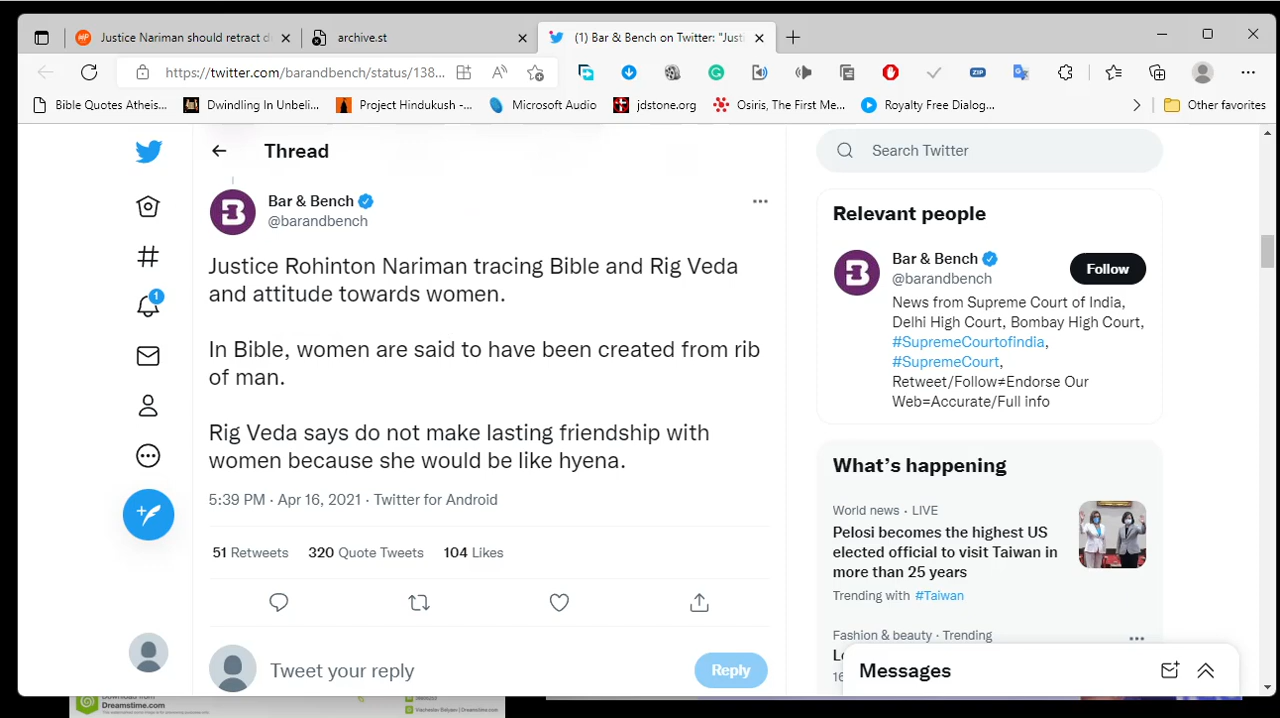 Justice Nariman should retract d
archive.st
(1) Bar & Bench on Twitter: "Just
https://twitter.com/barandbench/status/138...
Bible Quotes Atheis...
Dwindling In Unbeli...
Project Hindukush -...
Microsoft Audio
jdstone.org
Osiris, The First Me...
Royalty Free Dialog...
Other favorites
Thread
Bar & Bench
@barandbench
Justice Rohinton Nariman tracing Bible and Rig Veda
and attitude towards women.
In Bible, women are said to have been created from rib
of man.
Rig Veda says do not make lasting friendship with
women because she would be like hyena.
5:39 PM · Apr 16, 2021 · Twitter for Android
51 Retweets 320 Quote Tweets 104 Likes
Tweet your reply
Reply
Search Twitter
Relevant people
Bar & Bench
@barandbench
Follow
News from Supreme Court of India,
Delhi High Court, Bombay High Court,
#SupremeCourtofindia,
#SupremeCourt,
Retweet/Follow≠Endorse Our
Web=Accurate/Full info
What's happening
World news · LIVE
Pelosi becomes the highest US
elected official to visit Taiwan in
more than 25 years
Trending with #Taiwan
Fashion & beauty · Trending
Messages
1
ZIP
Dreamstime.com